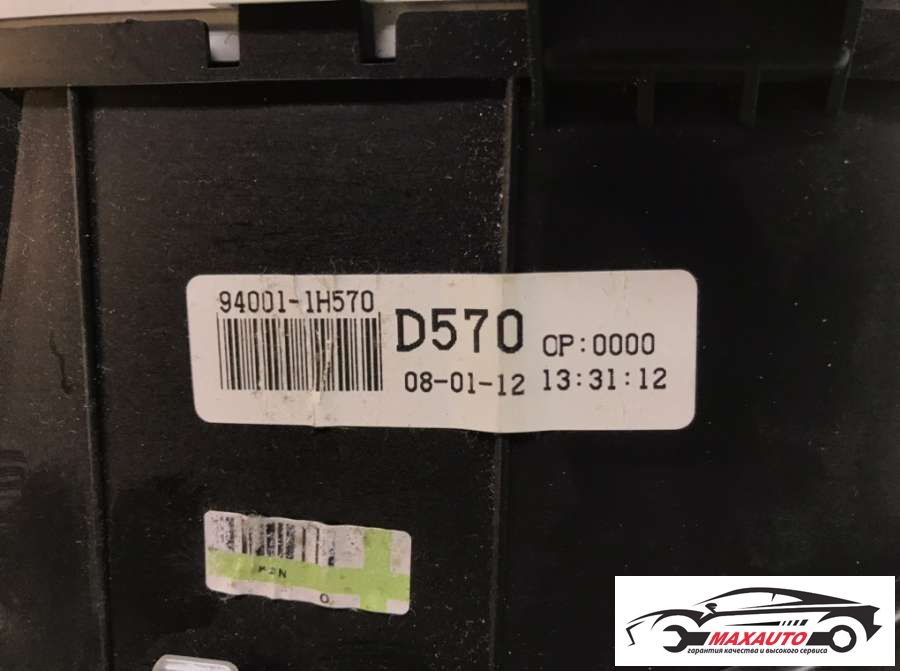 94001-1H570
D570
OP:0000
08-01-12 13:31:12
O
MAXAUTO
гарантия качества и высокого сервиса